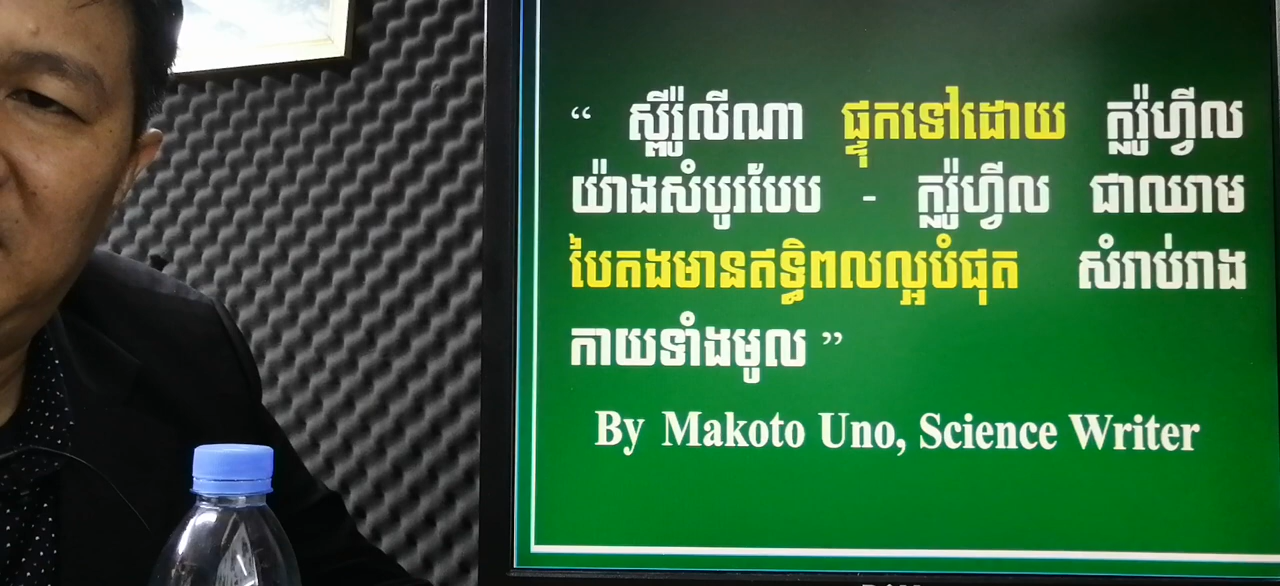 “ ស្ពីរ៉ូលីណា ផ្ទុកទៅដោយ ក្លរ៉ូហ្វីល
យ៉ាងសំបូរបែប - ក្លរ៉ូហ្វីល ជាឈាម
បៃតងមានឥទ្ធិពលល្អបំផុត សំរាប់រាង
កាយទាំងមូល ”
By Makoto Uno, Science Writer